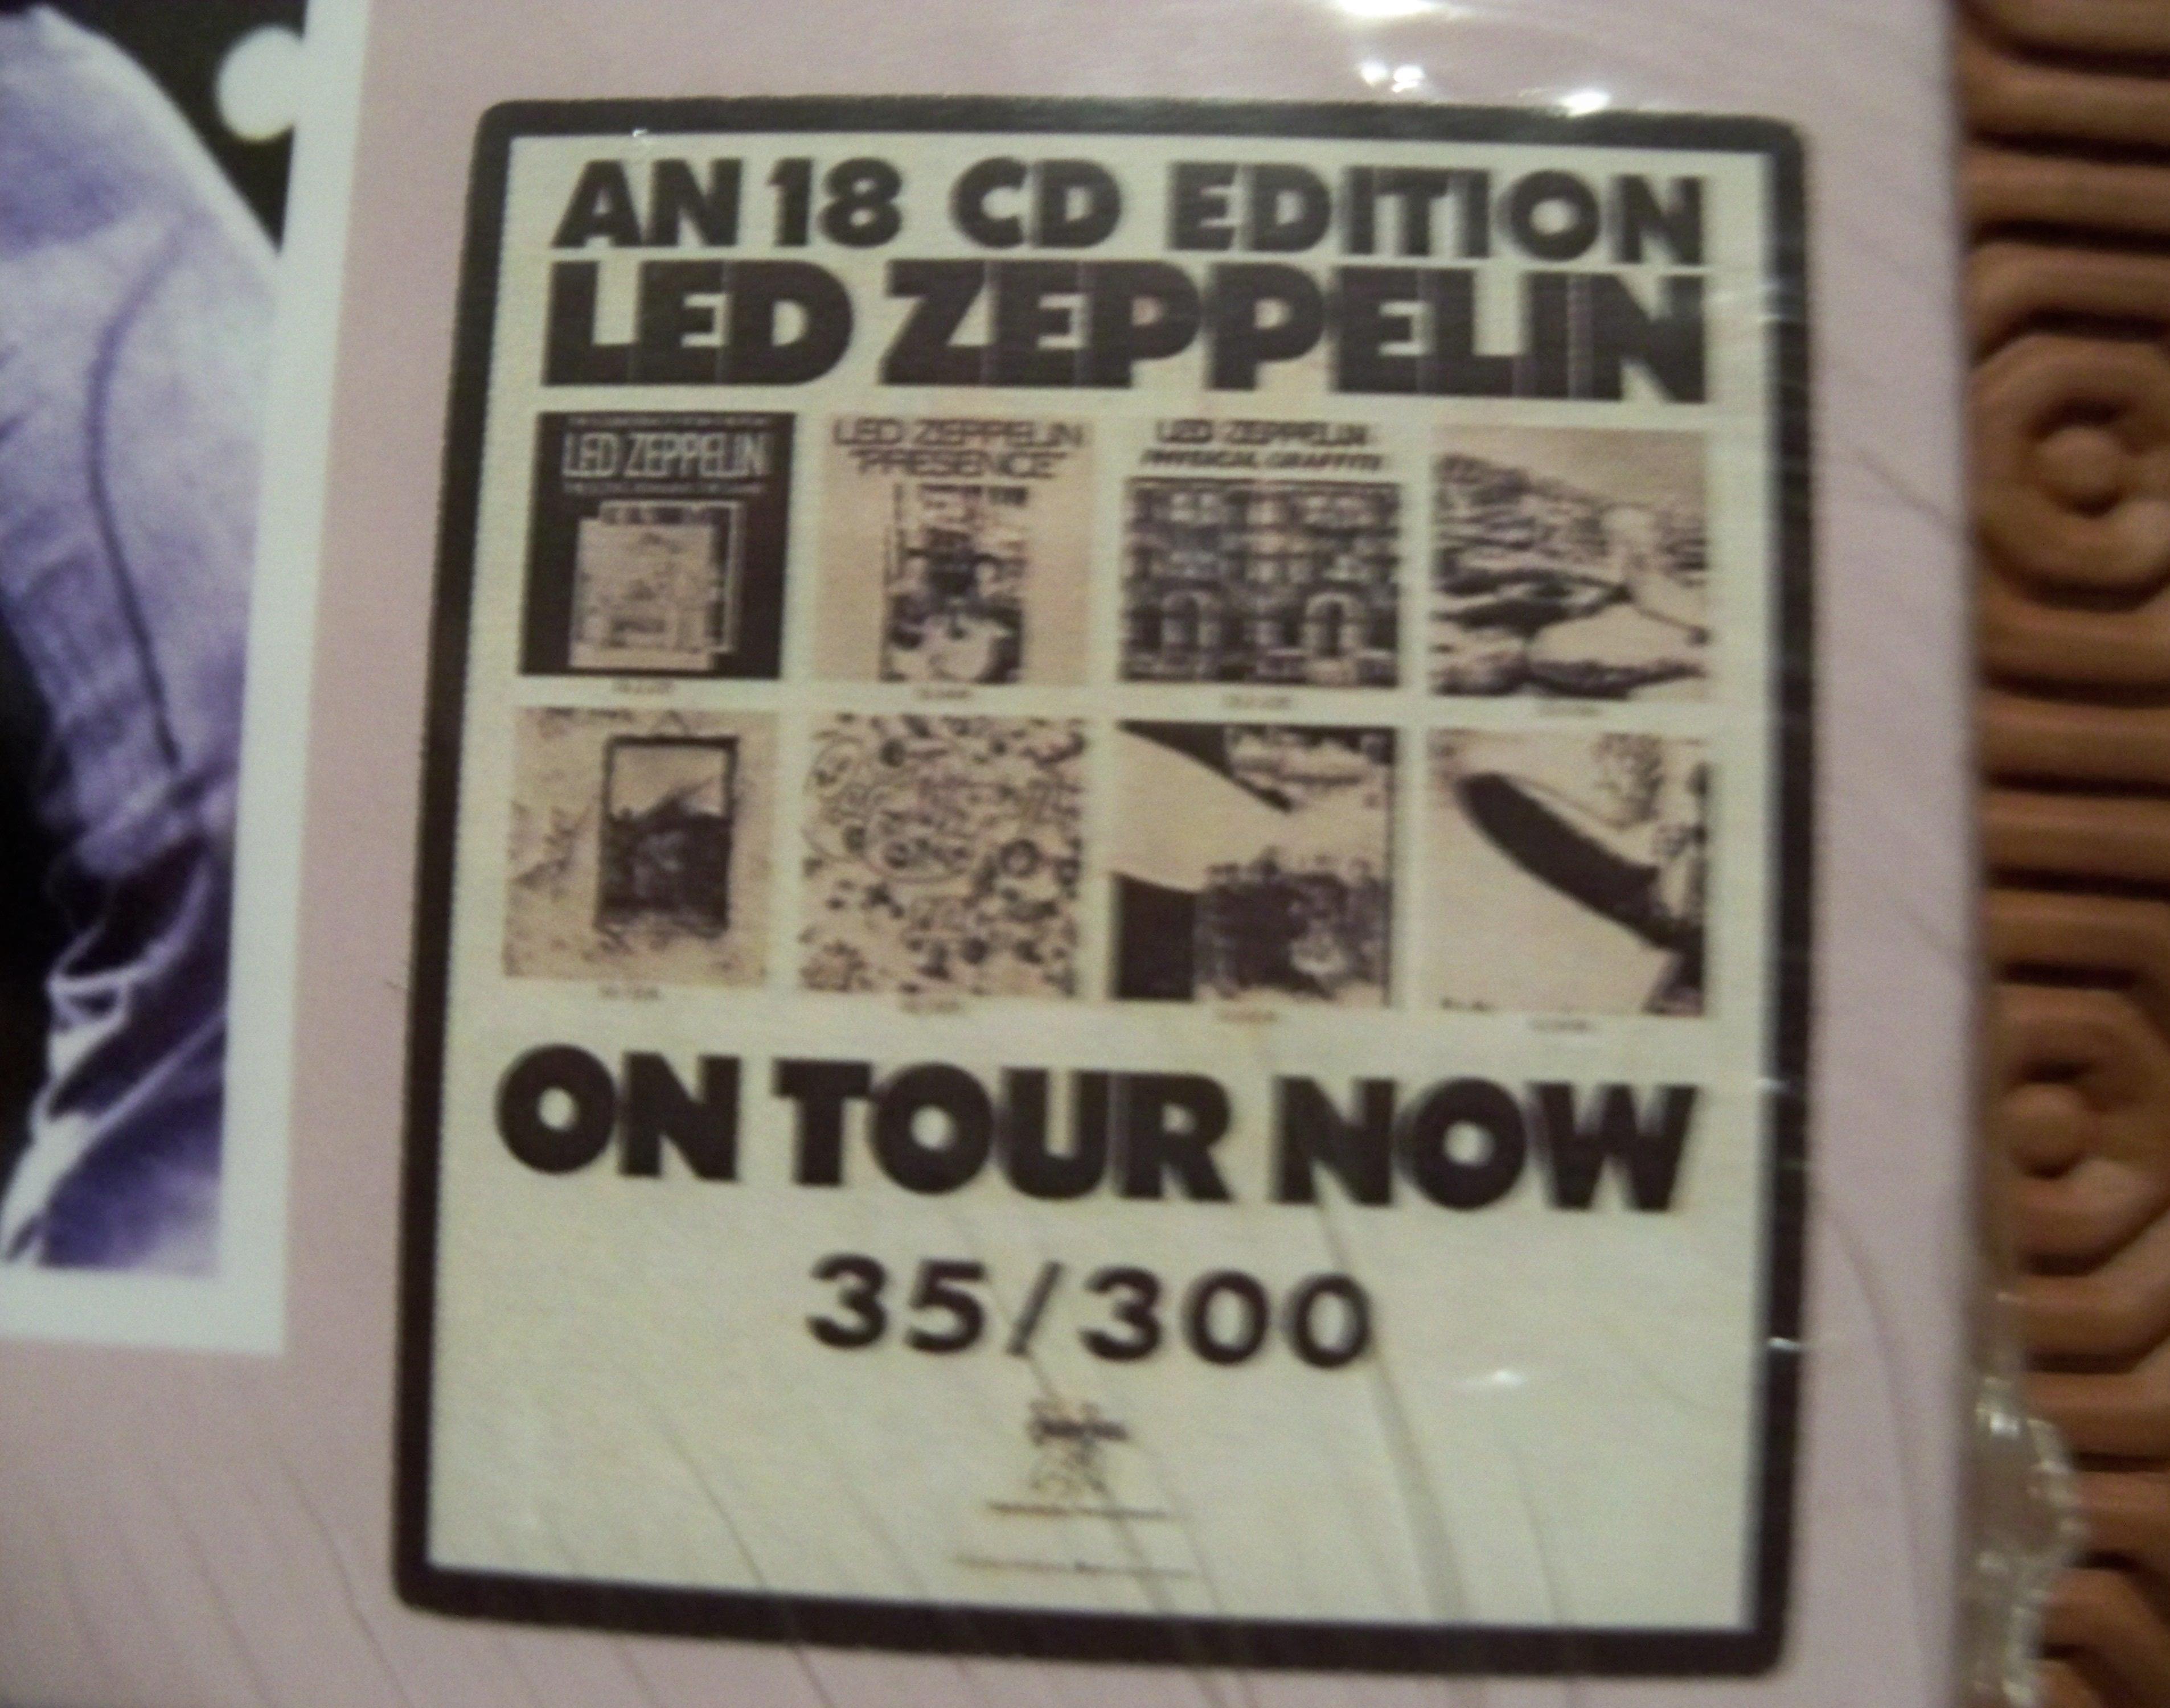 AN 18 CD EDITION
LED ZEPPELIN
LED ZEPPELIN
LED ZEPPELIN
"PRESENCE"
LED ZEPPELIN
PHYSICAL GRAFFITI
ON TOUR NOW
35/300